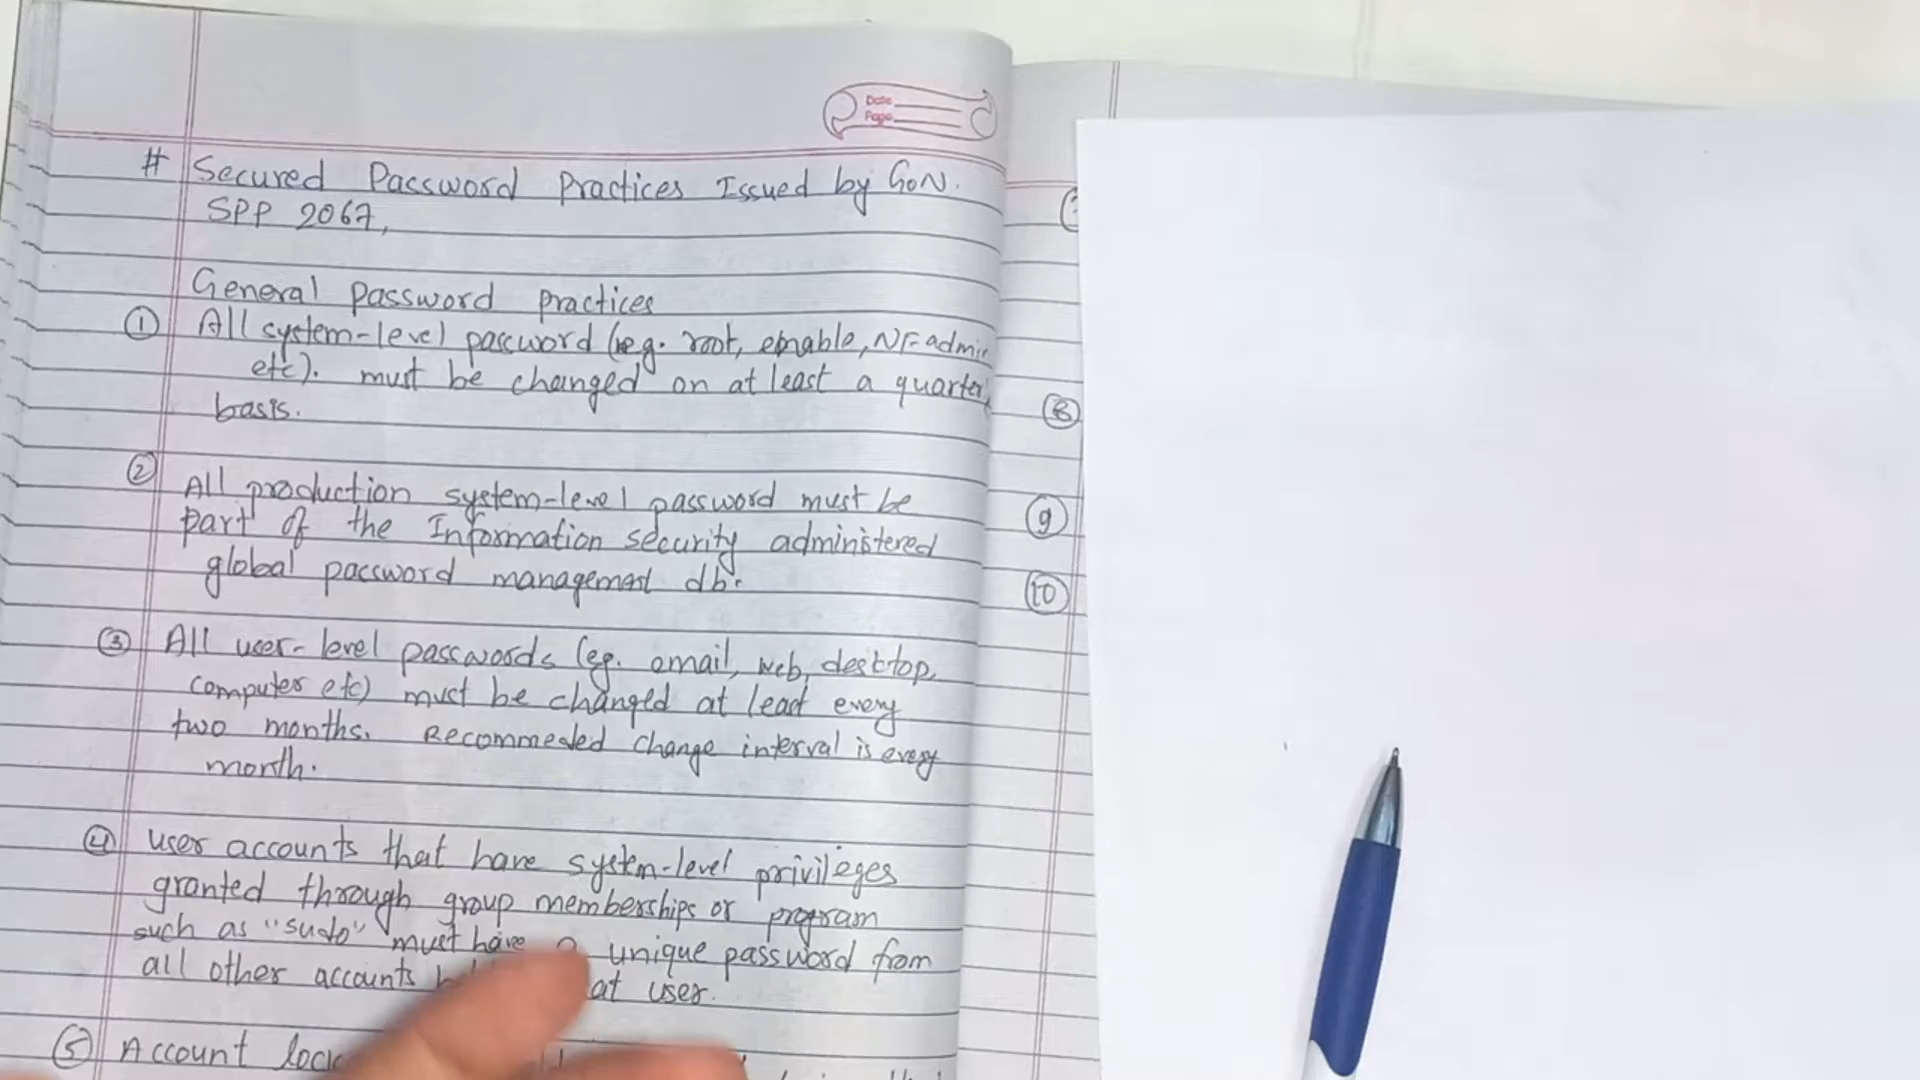 Date
Page
# Secured Password Practices Issued by GoN.
SPP 2067,
General password practices
① All system-level password (eg. root, enable, NF-admin
etc). must be changed on at least a quarter
basis.
② All production system-level password must be
part of the Information security administered
global password management db.
③ All user-level passwords (eg. email, web, desktop,
computer etc) must be changed at least every
two months. Recommeded change interval is every
month.
④ user accounts that have system-level privileges
granted through group memberships or program
such as "sudo" must have a unique password from
all other accounts at user.
⑤ Account
⑧
⑨
⑩